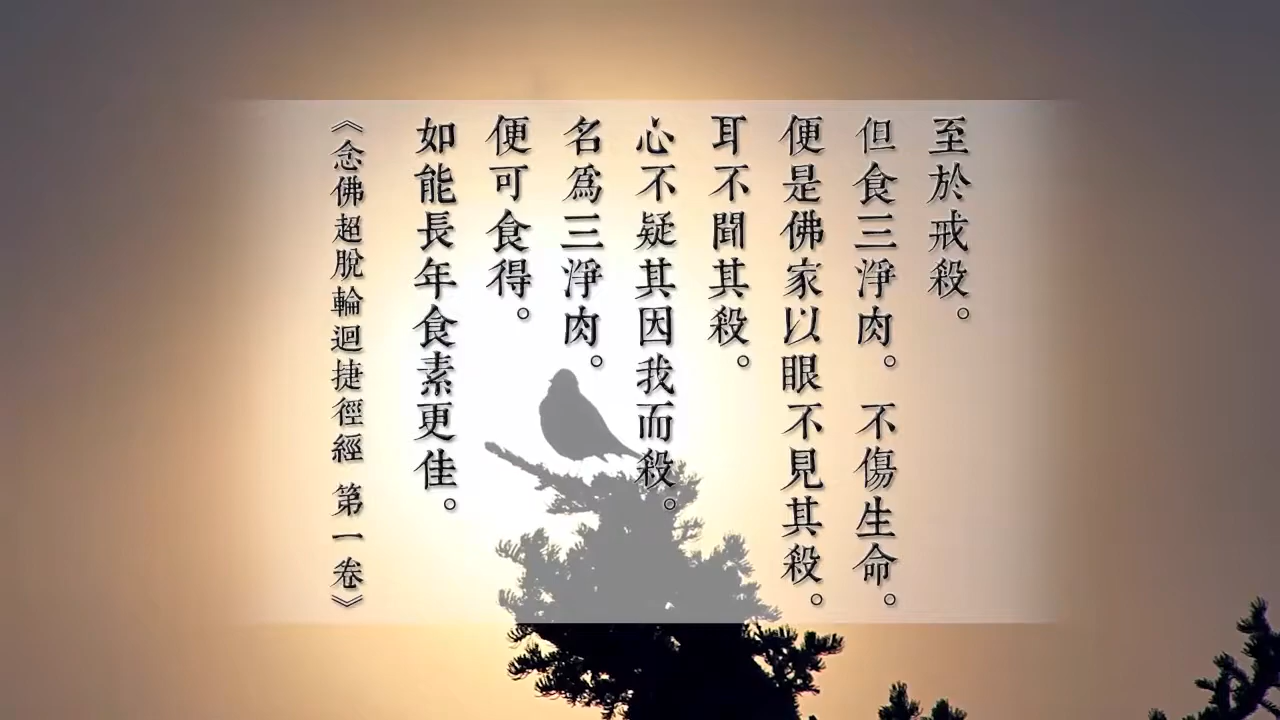 至於戒殺。
但食三淨肉。不傷生命。
便是佛家以眼不見其殺。
耳不聞其殺。
心不疑其因我而殺。
名爲三淨肉。
便可食得。
如能長年食素更佳。
《念佛超脫輪迴捷徑經 第一卷》